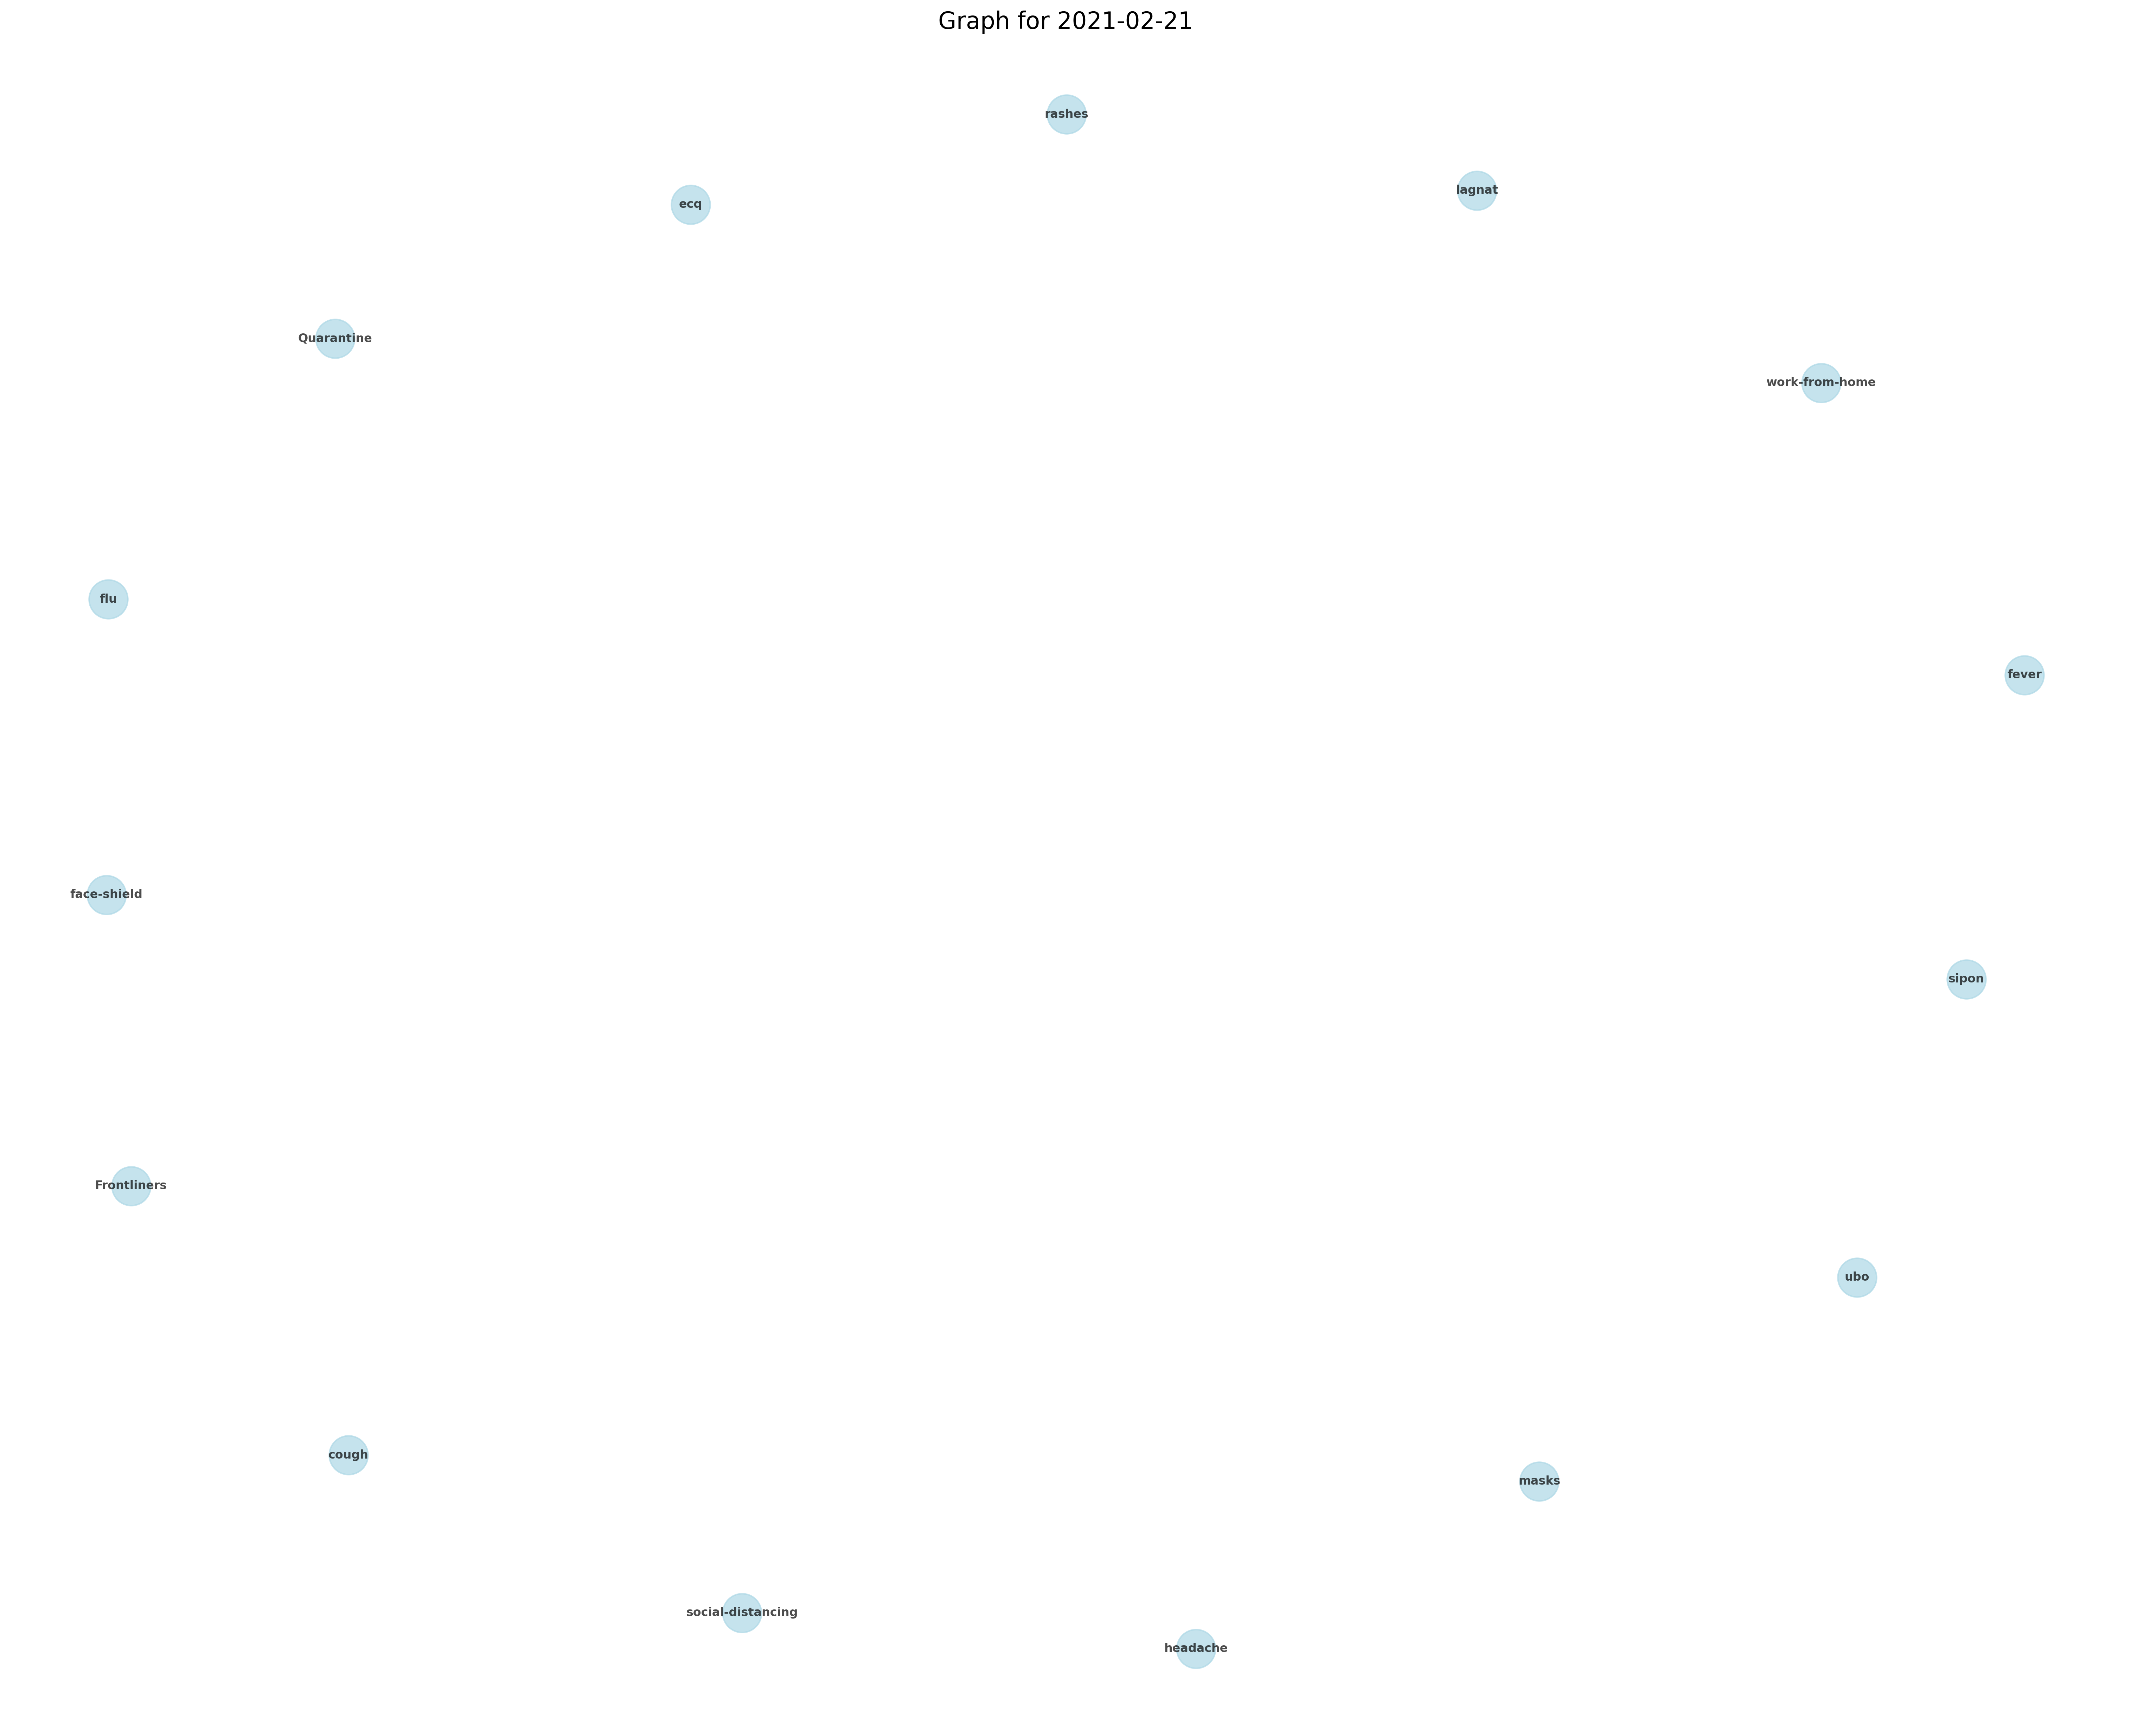 Graph for 2021-02-21
rashes
lagnat
ecq
Quarantine
work-from-home
flu
fever
face-shield
sipon
Frontliners
ubo
cough
masks
social-distancing
headache